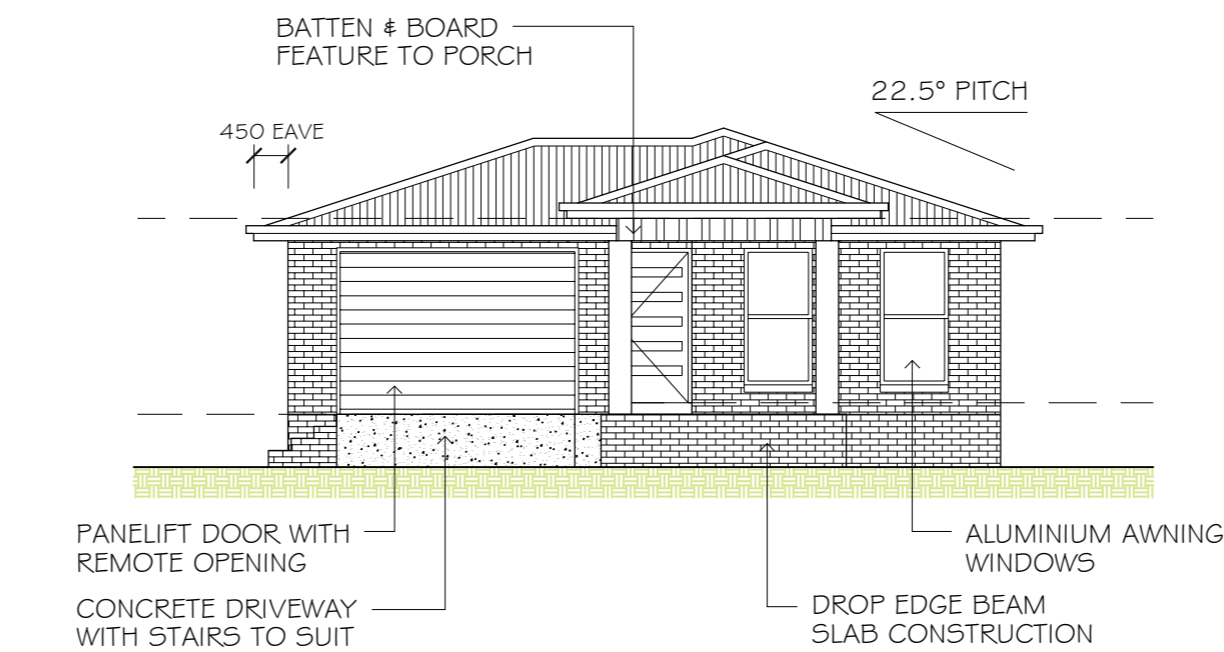 BATTEN & BOARD
FEATURE TO PORCH
22.5° PITCH
450 EAVE
PANELIFT DOOR WITH
REMOTE OPENING
ALUMINIUM AWNING
WINDOWS
CONCRETE DRIVEWAY
WITH STAIRS TO SUIT
DROP EDGE BEAM
SLAB CONSTRUCTION